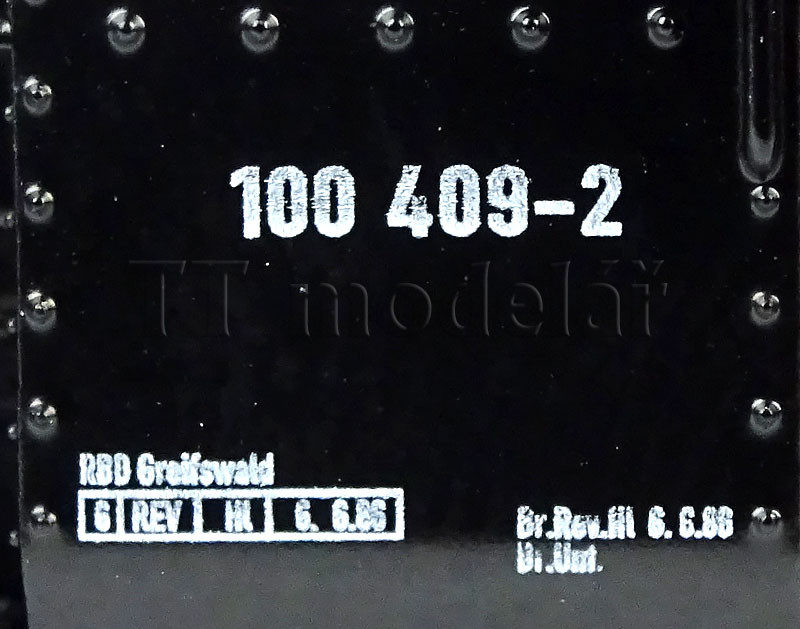 100 409-2
TT modelář
RBD Greifswald
6 REV Hl 6. 6.86
Br.Rev.Hl 6. 6.86
Br.Unt.